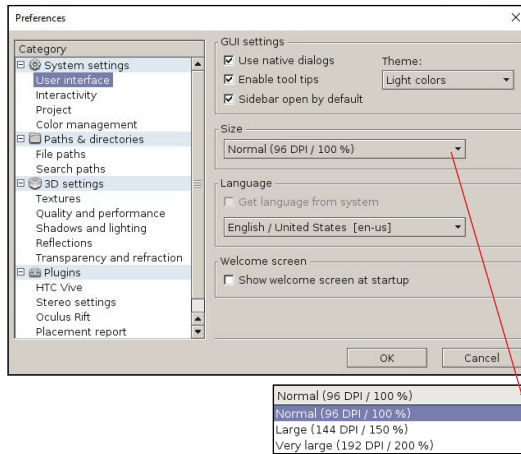 Preferences
Category
System settings
User interface
Interactivity
Project
Color management
Paths & directories
File paths
Search paths
3D settings
Textures
Quality and performance
Shadows and lighting
Reflections
Transparency and refraction
Plugins
HTC Vive
Stereo settings
Oculus Rift
Placement report
GUI settings
Use native dialogs
Theme:
Enable tool tips
Light colors
Sidebar open by default
Size
Normal (96 DPI / 100 %)
Language
Get language from system
English / United States [en-us]
Welcome screen
Show welcome screen at startup
OK
Cancel
Normal (96 DPI / 100 %)
Normal (96 DPI / 100 %)
Large (144 DPI / 150 %)
Very large (192 DPI / 200 %)